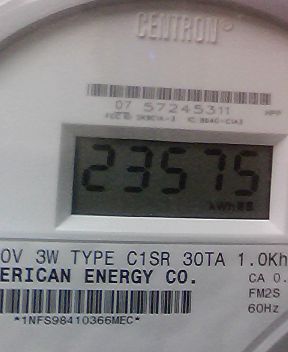 CENTRON
07 57245311
23575
kWh
0V 3W TYPE C1SR 30TA 1.0Kh
ERICAN ENERGY CO.
CA 0.
FM2S
60Hz
*1NFS98410366MEC*